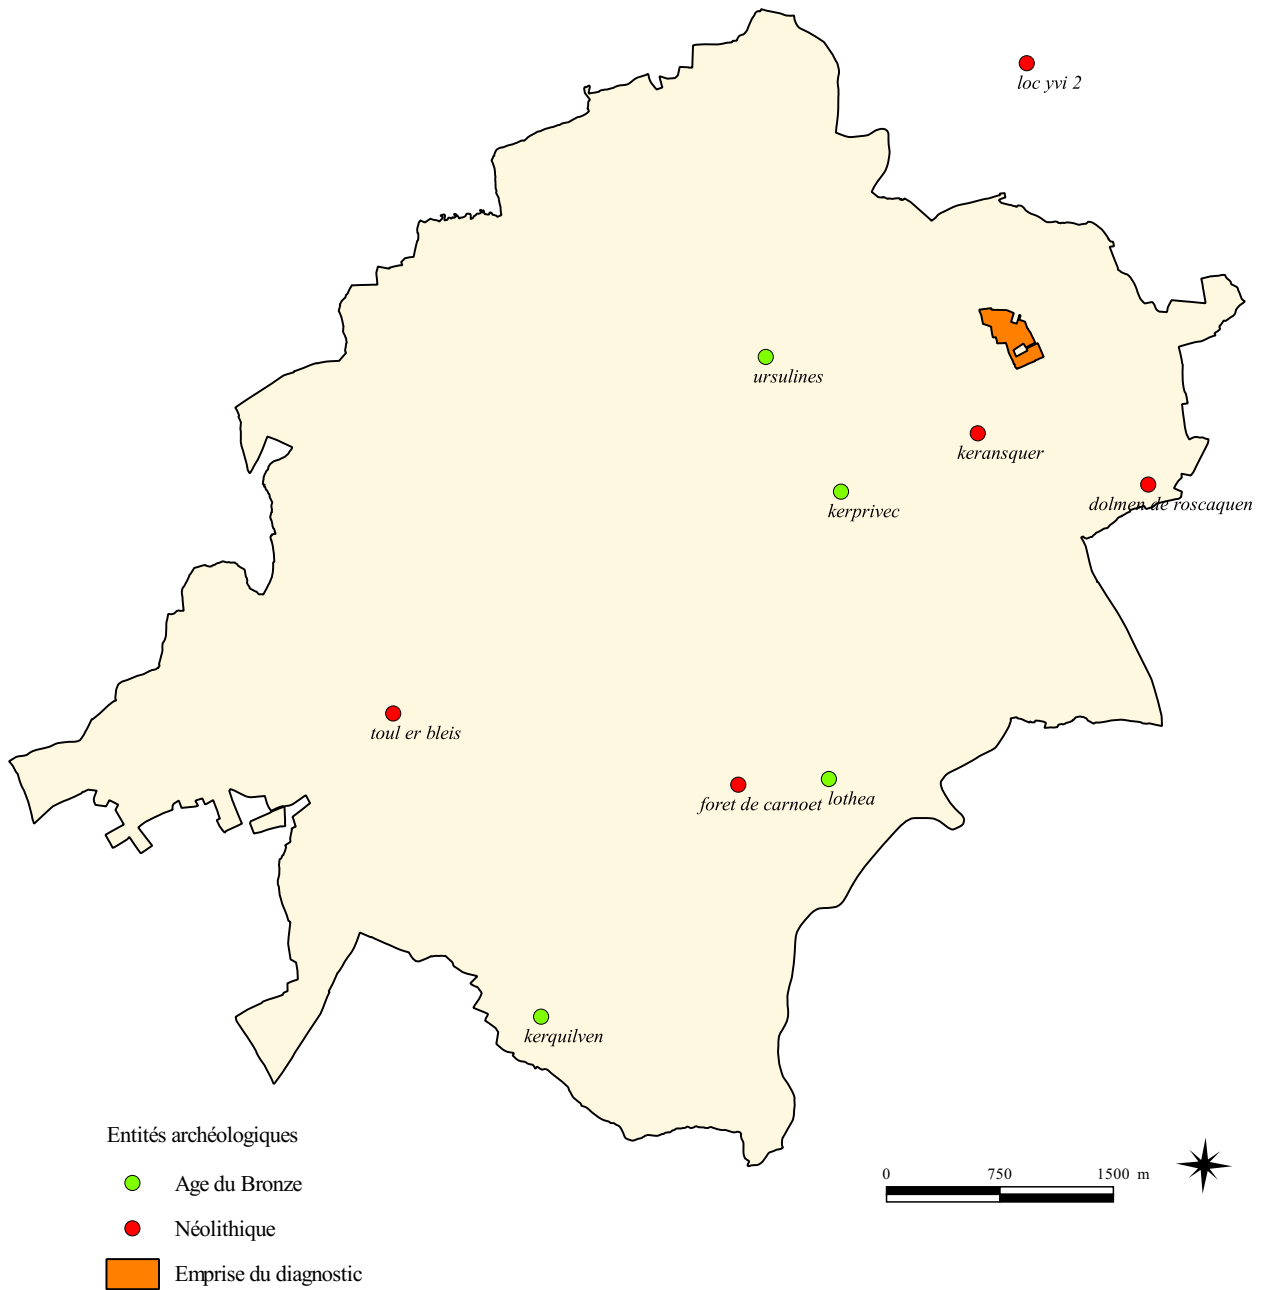 loc yvi 2
ursulines
keransquer
dolmen de roscaquen
kerprivec
toul er bleis
foret de carnoet
lothea
kerquilven
Entités archéologiques
Age du Bronze
Néolithique
Emprise du diagnostic
0 750 1500 m